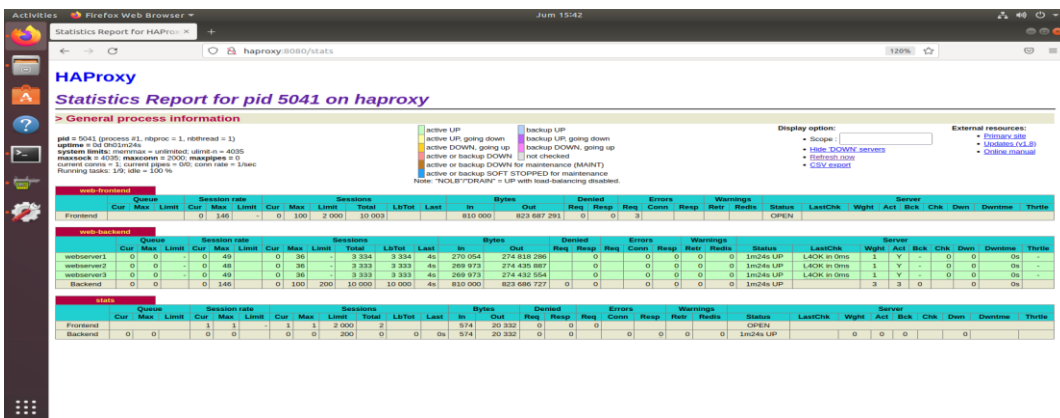 Activities Firefox Web Browser Jum 15:42
Statistics Report for HAProx × +
haproxy:8080/stats 120%
HAProxy
Statistics Report for pid 5041 on haproxy
> General process information
pid = 5041 (process #1, nbproc = 1, nbthread = 1)
uptime = 0d 0h01m24s
system limits: memmax = unlimited; ulimit-n = 4035
maxsock = 4035; maxconn = 2000; maxpipes = 0
current conns = 1; current pipes = 0/0; conn rate = 1/sec
Running tasks: 1/9; idle = 100 %
active UP backup UP
active UP, going down backup UP, going down
active DOWN, going up backup DOWN, going up
active or backup DOWN not checked
active or backup DOWN for maintenance (MAINT)
active or backup SOFT STOPPED for maintenance
Note: "NOLB"/"DRAIN" = UP with load-balancing disabled.
Display option:
• Scope :
• Hide 'DOWN' servers
• Refresh now
• CSV export
External resources:
• Primary site
• Updates (v1.8)
• Online manual
web-frontend
Queue Session rate Sessions Bytes Denied Errors Warnings Server
Cur Max Limit Cur Max Limit Cur Max Limit Total LbTot Last In Out Req Resp Req Conn Resp Retr Redis Status LastChk Wght Act Bck Chk Dwn Dwntme Thrtle
Frontend 0 146 - 0 100 2 000 10 003 810 000 823 687 291 0 0 3 OPEN
web-backend
Queue Session rate Sessions Bytes Denied Errors Warnings Server
Cur Max Limit Cur Max Limit Cur Max Limit Total LbTot Last In Out Req Resp Req Conn Resp Retr Redis Status LastChk Wght Act Bck Chk Dwn Dwntme Thrtle
webserver1 0 0 - 0 49 0 36 - 3 334 3 334 4s 270 054 274 818 286 0 0 0 0 0 1m24s UP L4OK in 0ms 1 Y - 0 0 0s -
webserver2 0 0 - 0 48 0 36 - 3 333 3 333 4s 269 973 274 435 887 0 0 0 0 0 1m24s UP L4OK in 0ms 1 Y - 0 0 0s -
webserver3 0 0 - 0 49 0 36 - 3 333 3 333 4s 269 973 274 432 554 0 0 0 0 0 1m24s UP L4OK in 0ms 1 Y - 0 0 0s -
Backend 0 0 0 146 0 100 200 10 000 10 000 4s 810 000 823 686 727 0 0 0 0 0 0 1m24s UP 3 3 0 0 0s
stats
Queue Session rate Sessions Bytes Denied Errors Warnings Server
Cur Max Limit Cur Max Limit Cur Max Limit Total LbTot Last In Out Req Resp Req Conn Resp Retr Redis Status LastChk Wght Act Bck Chk Dwn Dwntme Thrtle
Frontend 1 1 - 1 1 2 000 2 574 20 332 0 0 0 OPEN
Backend 0 0 0 0 0 0 200 0 0 0s 574 20 332 0 0 0 0 0 0 1m24s UP 0 0 0 0